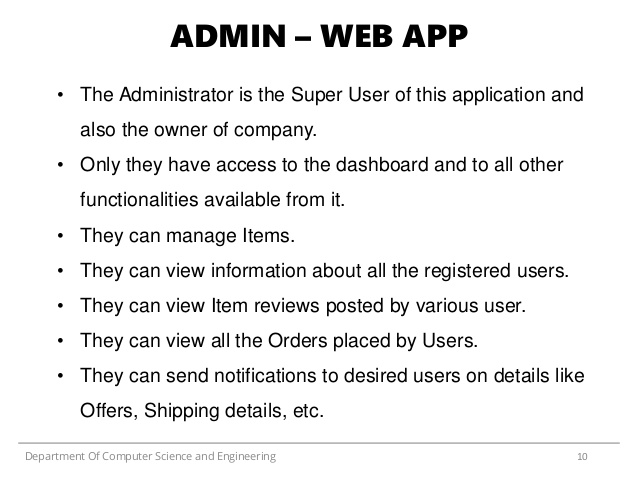 ADMIN – WEB APP
• The Administrator is the Super User of this application and
also the owner of company.
• Only they have access to the dashboard and to all other
functionalities available from it.
• They can manage Items.
• They can view information about all the registered users.
• They can view Item reviews posted by various user.
• They can view all the Orders placed by Users.
• They can send notifications to desired users on details like
Offers, Shipping details, etc.
Department Of Computer Science and Engineering 10